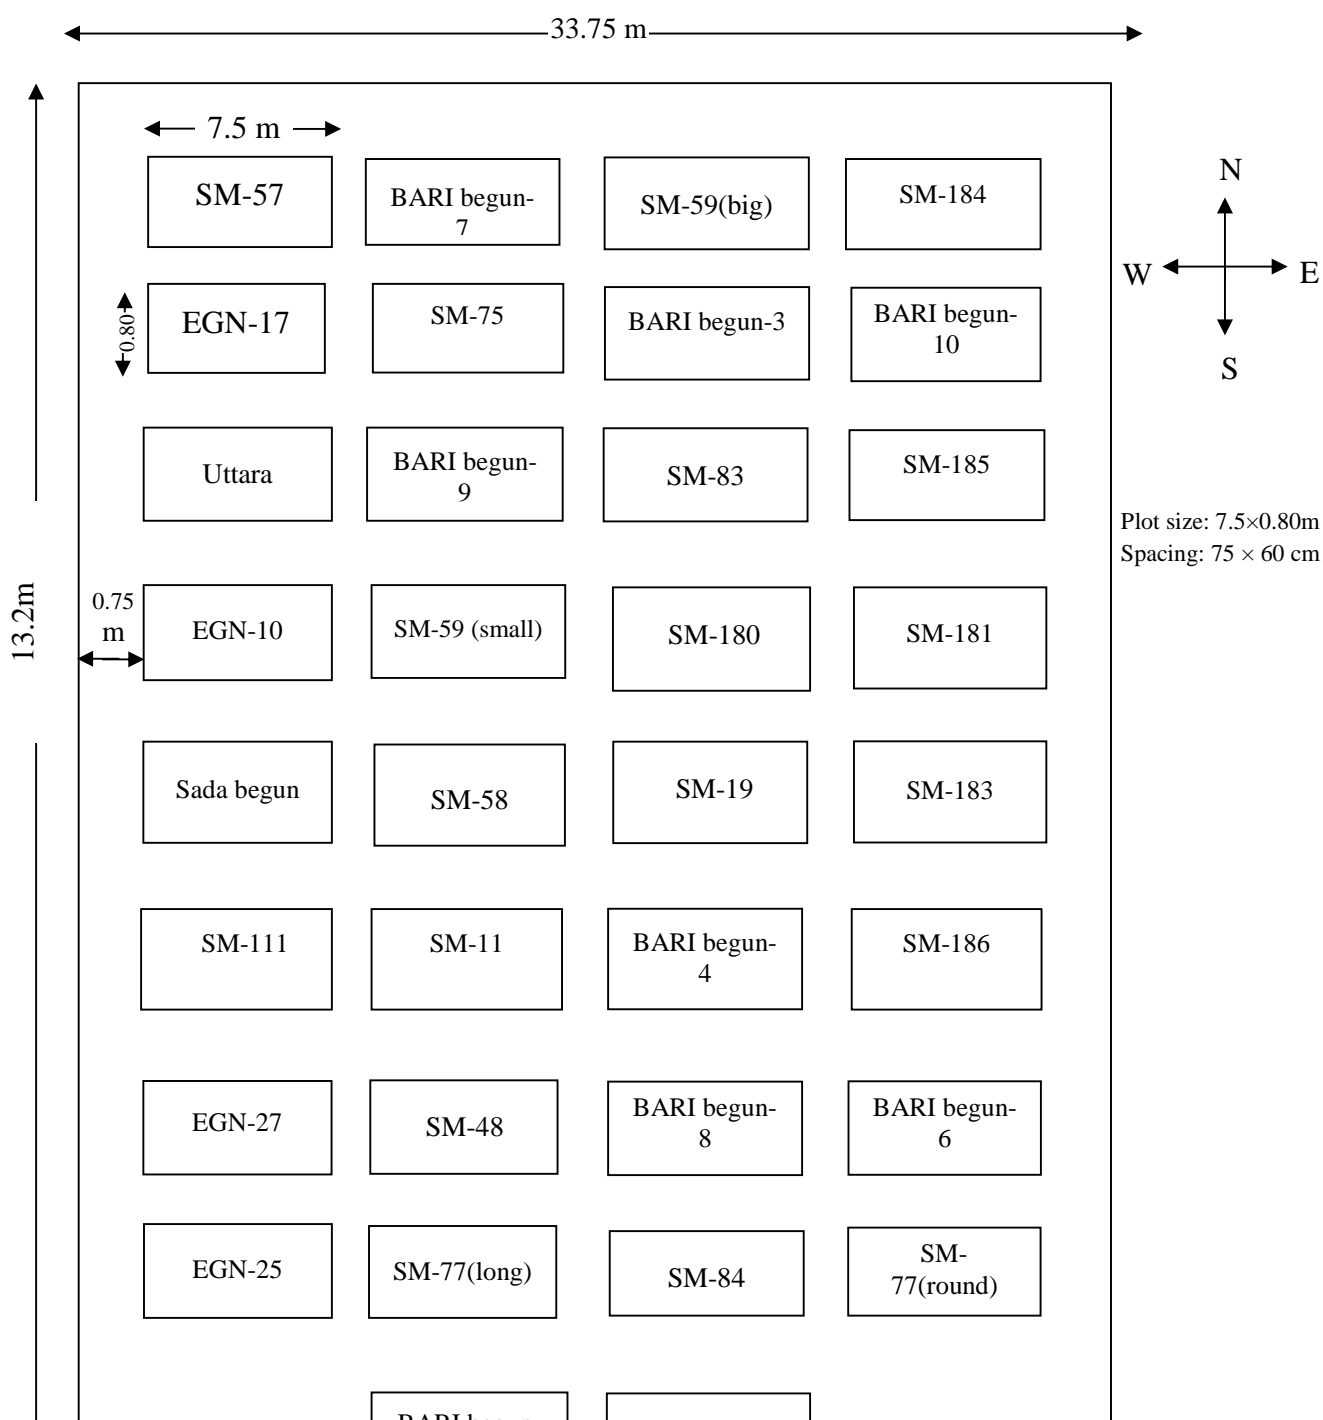 33.75 m
7.5 m
SM-57
BARI begun-
7
SM-59(big)
SM-184
N
W
E
S
0.80
EGN-17
SM-75
BARI begun-3
BARI begun-
10
Uttara
BARI begun-
9
SM-83
SM-185
Plot size: 7.5×0.80m
Spacing: 75 × 60 cm
13.2m
0.75
m
EGN-10
SM-59 (small)
SM-180
SM-181
Sada begun
SM-58
SM-19
SM-183
SM-111
SM-11
BARI begun-
4
SM-186
EGN-27
SM-48
BARI begun-
8
BARI begun-
6
EGN-25
SM-77(long)
SM-84
SM-
77(round)
BARI begun-